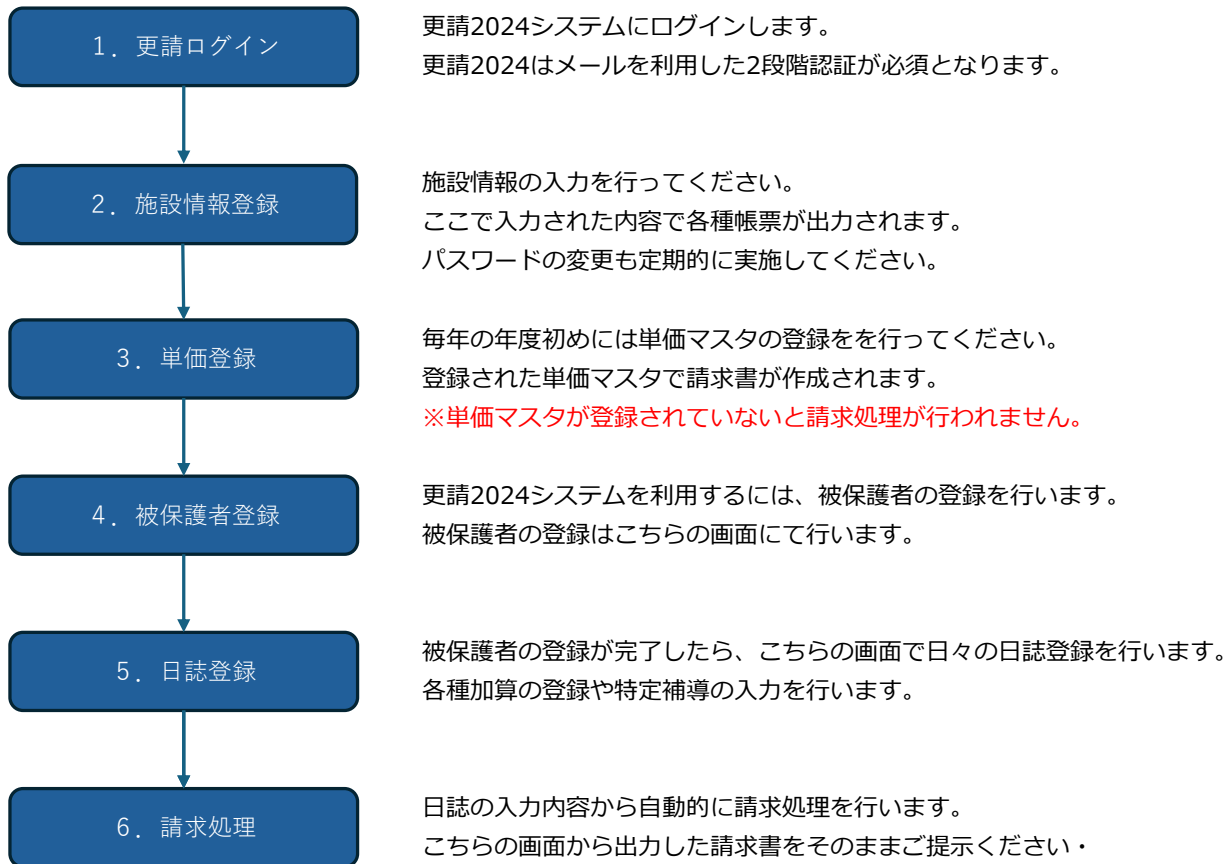 1．更請ログイン
更請2024システムにログインします。
更請2024はメールを利用した2段階認証が必須となります。
2．施設情報登録
施設情報の入力を行ってください。
ここで入力された内容で各種帳票が出力されます。
パスワードの変更も定期的に実施してください。
3．単価登録
毎年の年度初めには単価マスタの登録をを行ってください。
登録された単価マスタで請求書が作成されます。
※単価マスタが登録されていないと請求処理が行われません。
4．被保護者登録
更請2024システムを利用するには、被保護者の登録を行います。
被保護者の登録はこちらの画面にて行います。
5．日誌登録
被保護者の登録が完了したら、こちらの画面で日々の日誌登録を行います。
各種加算の登録や特定補導の入力を行います。
6．請求処理
日誌の入力内容から自動的に請求処理を行います。
こちらの画面から出力した請求書をそのままご提示ください・